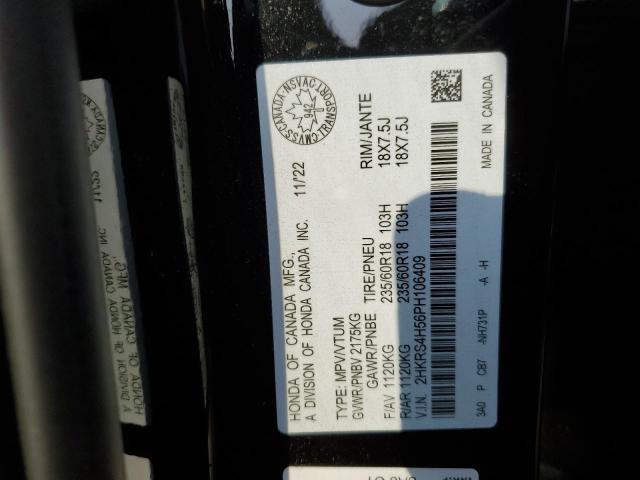 HONDA OF CANADA MFG.,
A DIVISION OF HONDA CANADA INC.
11/'22
CMVSS CANADA-NSVAC-TRANSPORT
942
TYPE: MPV/VTUM
GVWR/PNBV 2175KG
GAWR/PNBE TIRE/PNEU RIM/JANTE
F/AV 1120KG 235/60R18 103H 18X7.5J
R/AR 1120KG 235/60R18 103H 18X7.5J
V.I.N. 2HKRS4H56PH106409
3A0 P CB7 -NH731P -A -H MADE IN CANADA